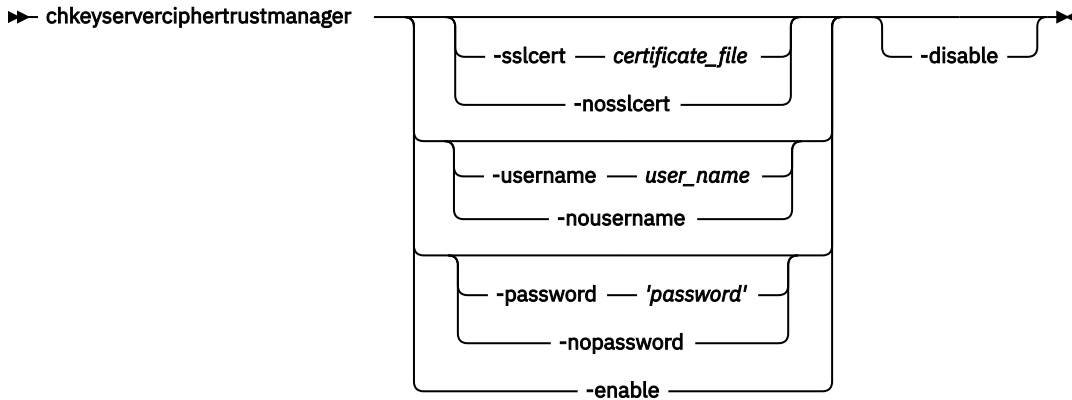 chkeyserverciphertrustmanager
-sslcert certificate_file
-disable
-nosslcert
-username user_name
-nousername
-password 'password'
-nopassword
-enable